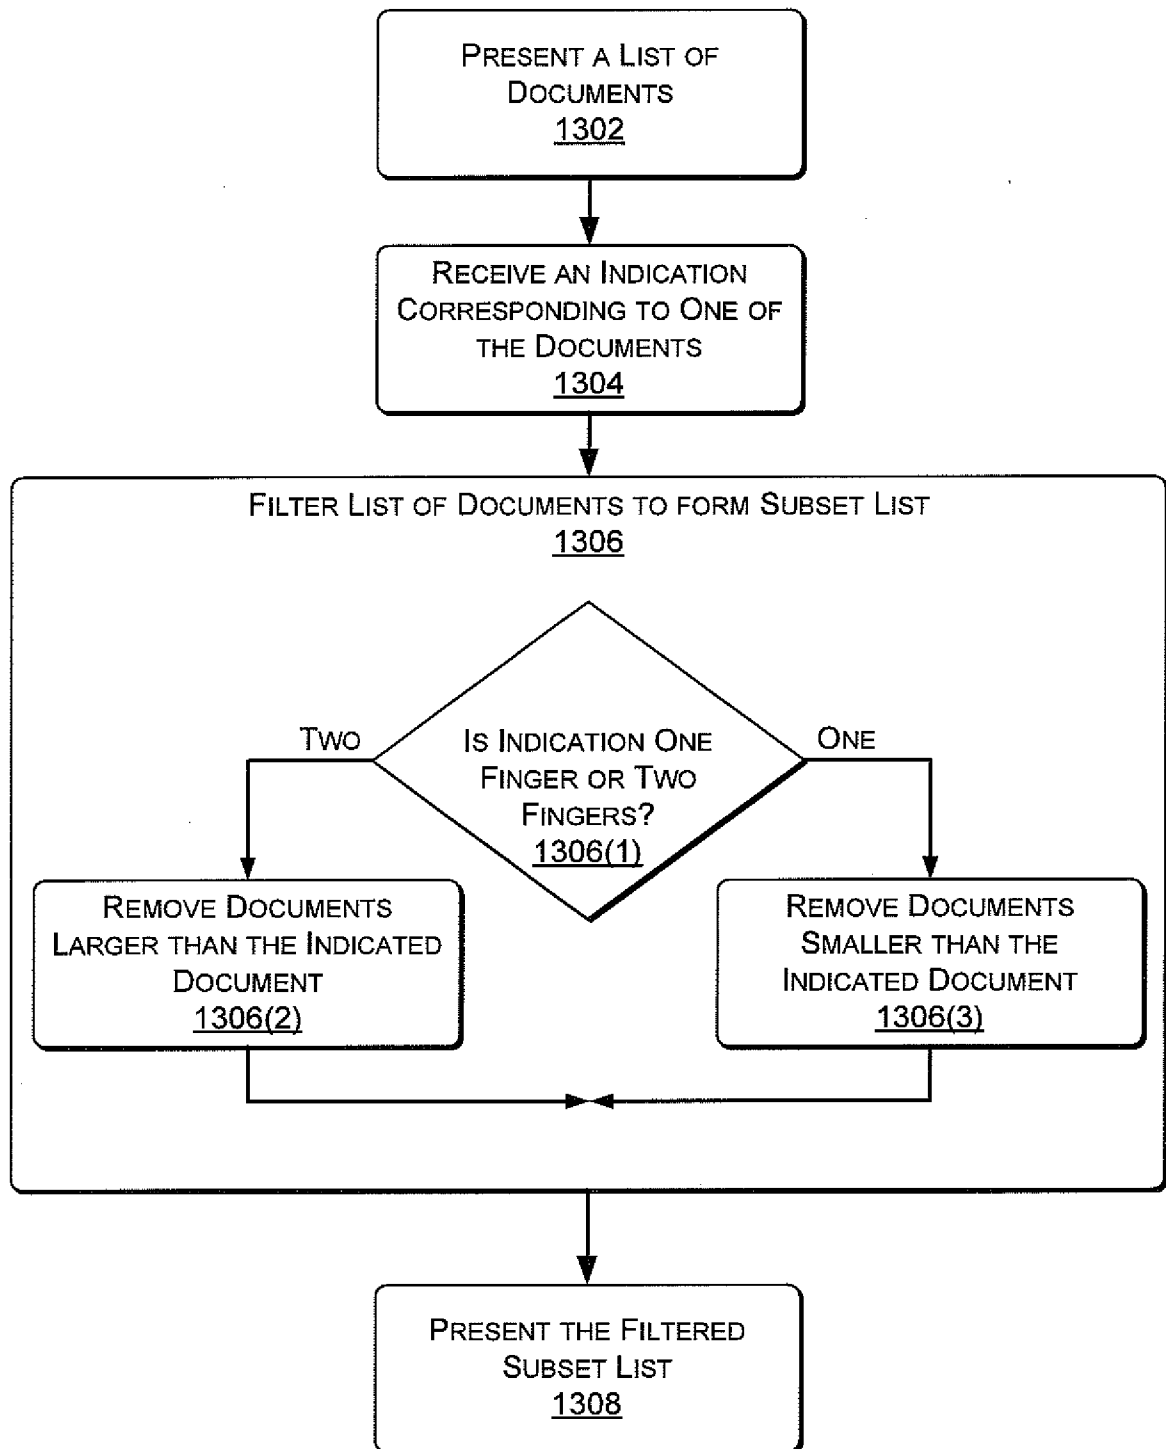 PRESENT A LIST OF
DOCUMENTS
1302
RECEIVE AN INDICATION
CORRESPONDING TO ONE OF
THE DOCUMENTS
1304
FILTER LIST OF DOCUMENTS TO FORM SUBSET LIST
1306
TWO
IS INDICATION ONE
FINGER OR TWO
FINGERS?
1306(1)
ONE
REMOVE DOCUMENTS
LARGER THAN THE INDICATED
DOCUMENT
1306(2)
REMOVE DOCUMENTS
SMALLER THAN THE
INDICATED DOCUMENT
1306(3)
PRESENT THE FILTERED
SUBSET LIST
1308